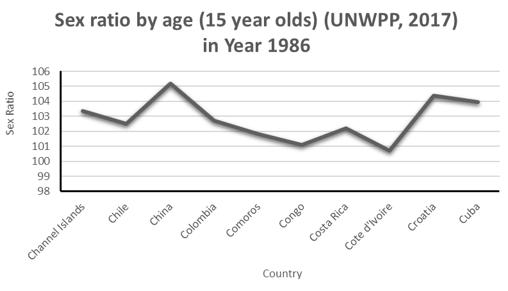 Sex ratio by age (15 year olds) (UNWPP, 2017)
in Year 1986
106
105
104
103
102
101
100
99
98
Sex Ratio
Channel Islands
Chile
China
Colombia
Comoros
Congo
Costa Rica
Cote d'Ivoire
Croatia
Cuba
Country